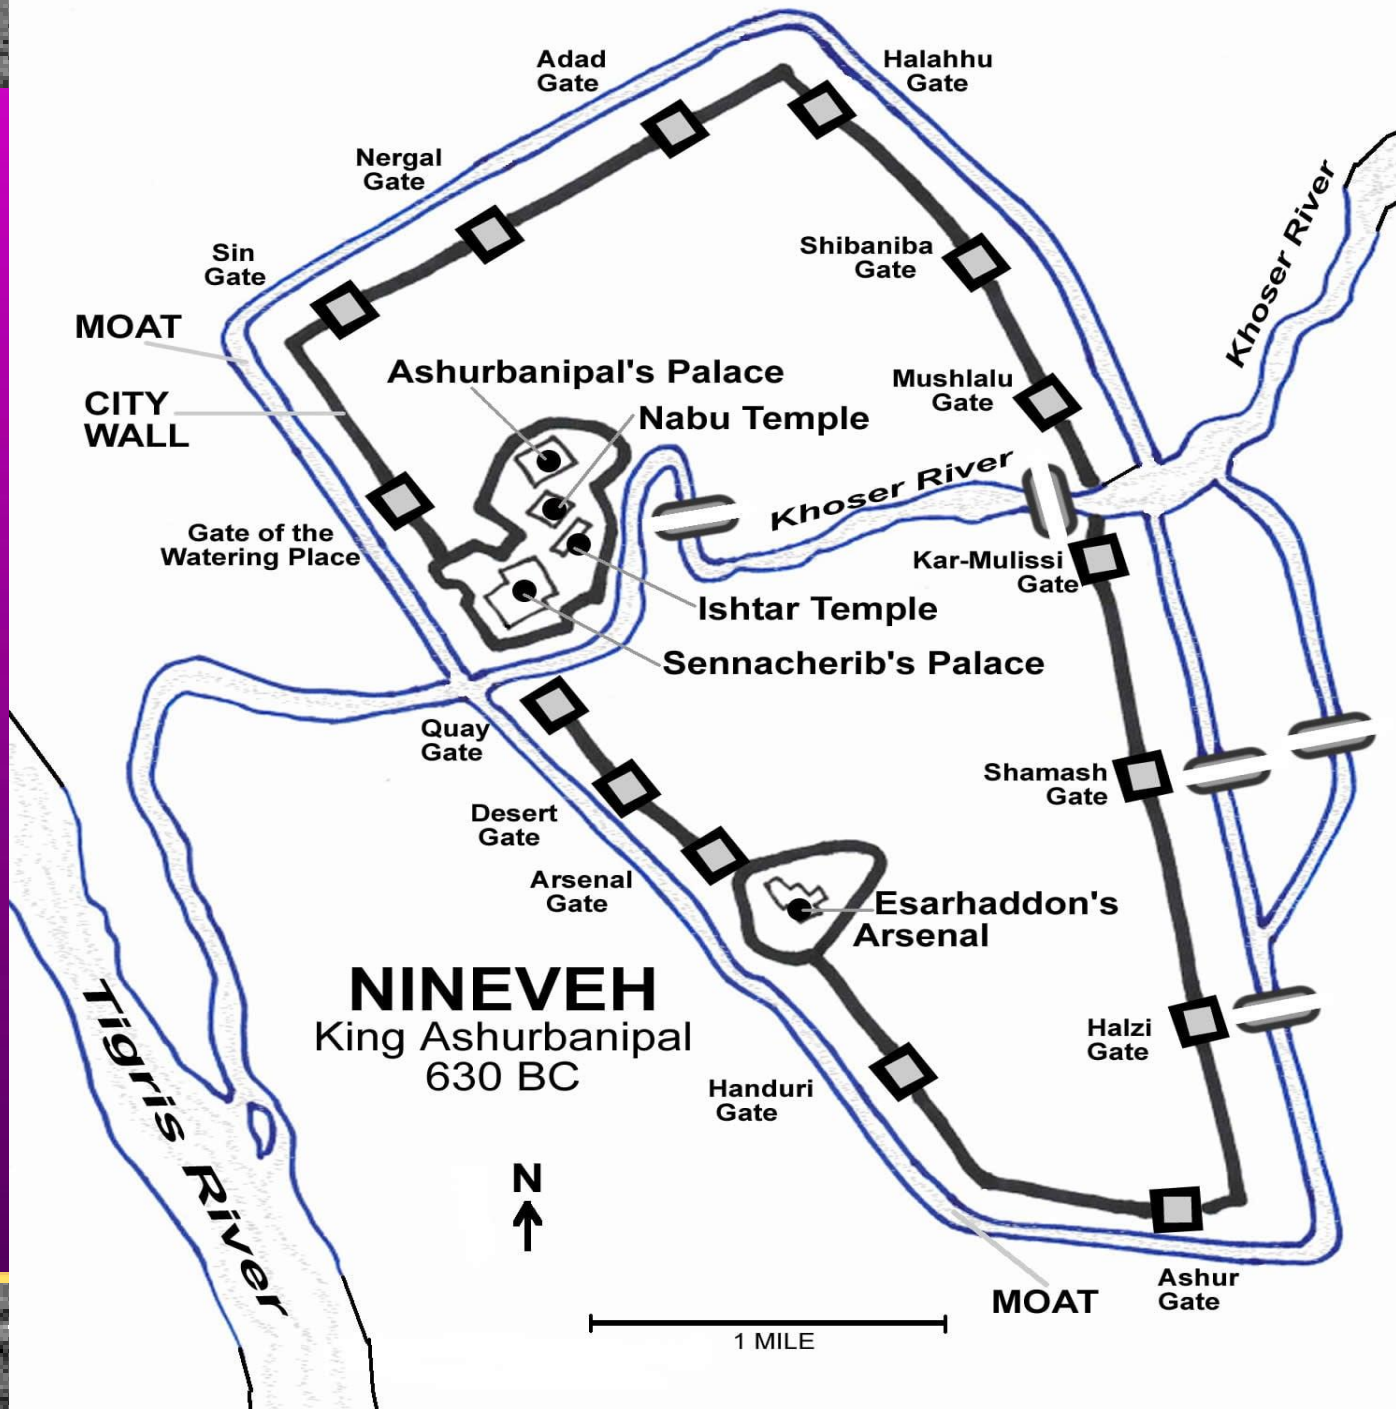 Adad
Gate
Halahhu
Gate
Nergal
Gate
Sin
Gate
Shibaniba
Gate
Khoser River
MOAT
Ashurbanipal's Palace
Mushlalu
Gate
CITY
WALL
Nabu Temple
Khoser River
Gate of the
Watering Place
Kar-Mulissi
Gate
Ishtar Temple
Sennacherib's Palace
Quay
Gate
Shamash
Gate
Desert
Gate
Arsenal
Gate
Esarhaddon's
Arsenal
NINEVEH
King Ashurbanipal
630 BC
Tigris River
Halzi
Gate
Handuri
Gate
N
MOAT
Ashur
Gate
1 MILE